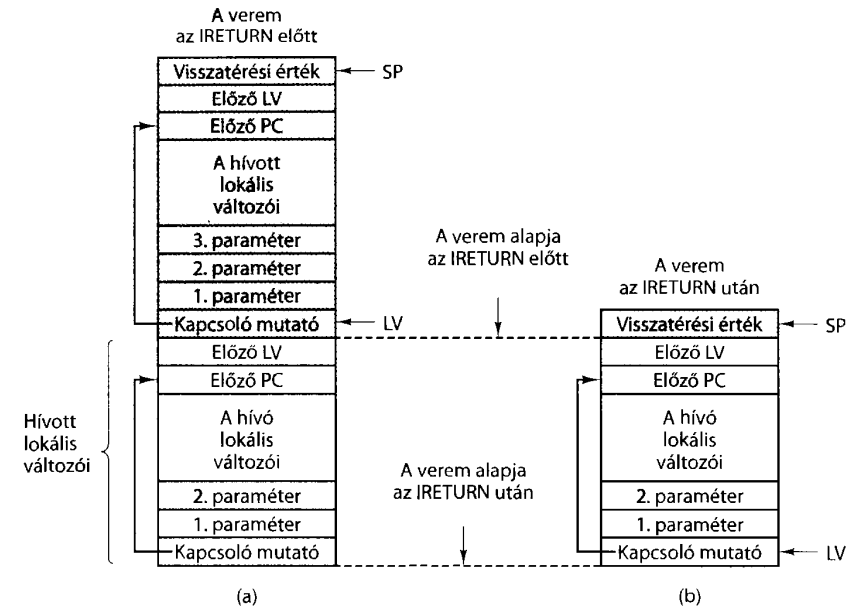 A verem
az IRETURN előtt
Visszatérési érték
SP
Előző LV
Előző PC
A hívott
lokális
változói
3. paraméter
2. paraméter
1. paraméter
Kapcsoló mutató
LV
A verem alapja
az IRETURN előtt
Hívott
lokális
változói
Előző LV
Előző PC
A hívó
lokális
változói
2. paraméter
1. paraméter
Kapcsoló mutató
A verem alapja
az IRETURN után
(a)
A verem
az IRETURN után
Visszatérési érték
SP
Előző LV
Előző PC
A hívó
lokális
változói
2. paraméter
1. paraméter
Kapcsoló mutató
LV
(b)